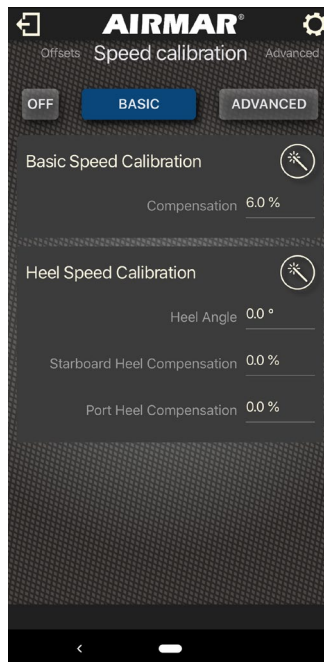 AIRMAR®
Offsets Speed calibration Advanced
OFF BASIC ADVANCED
Basic Speed Calibration
Compensation 6.0 %
Heel Speed Calibration
Heel Angle 0.0 °
Starboard Heel Compensation 0.0 %
Port Heel Compensation 0.0 %